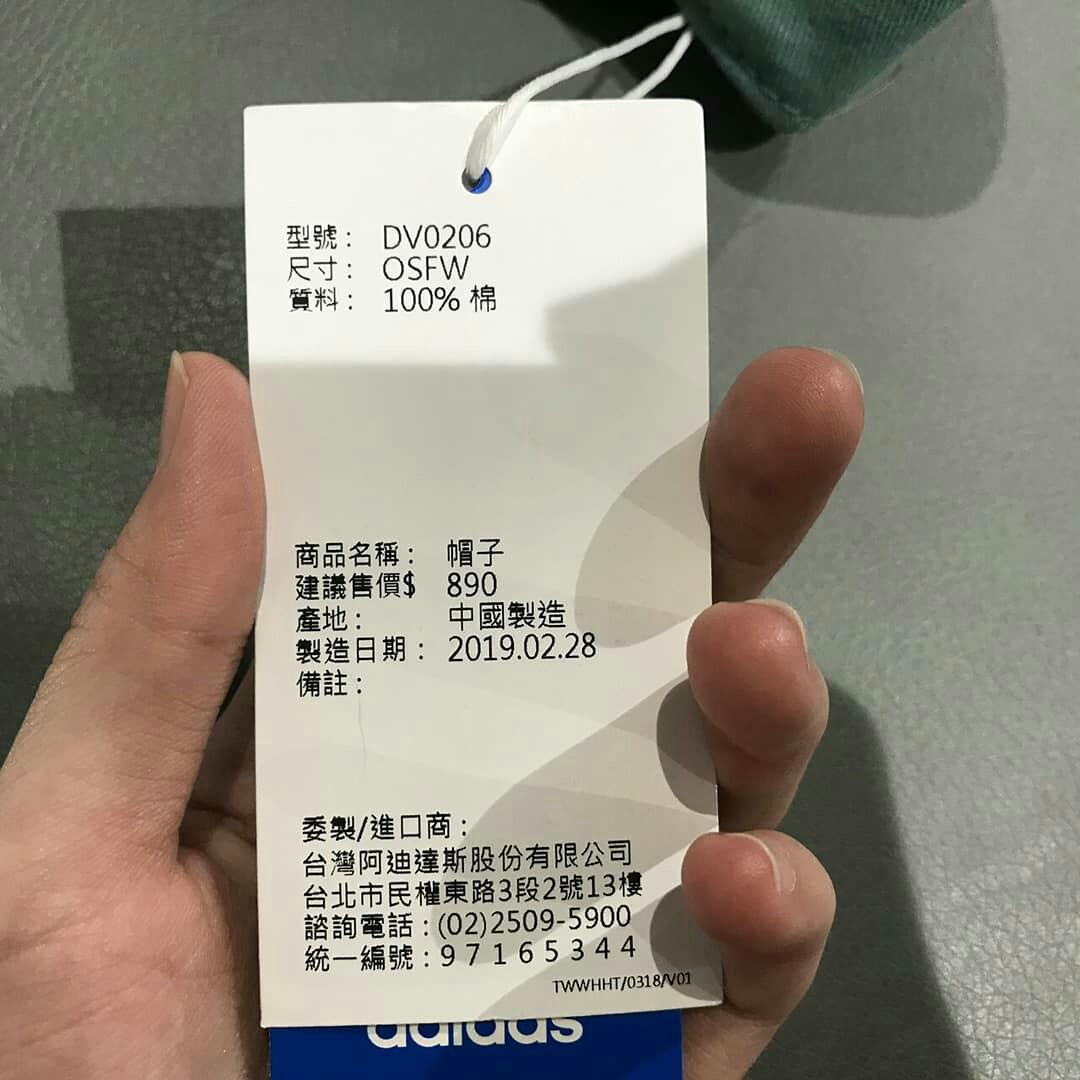 型號： DV0206
尺寸： OSFW
質料： 100% 棉
商品名稱： 帽子
建議售價$ 890
產地： 中國製造
製造日期： 2019.02.28
備註：
委製/進口商：
台灣阿迪達斯股份有限公司
台北市民權東路3段2號13樓
諮詢電話：(02)2509-5900
統一編號：97165344
TWWHHT/0318/V01
adidas